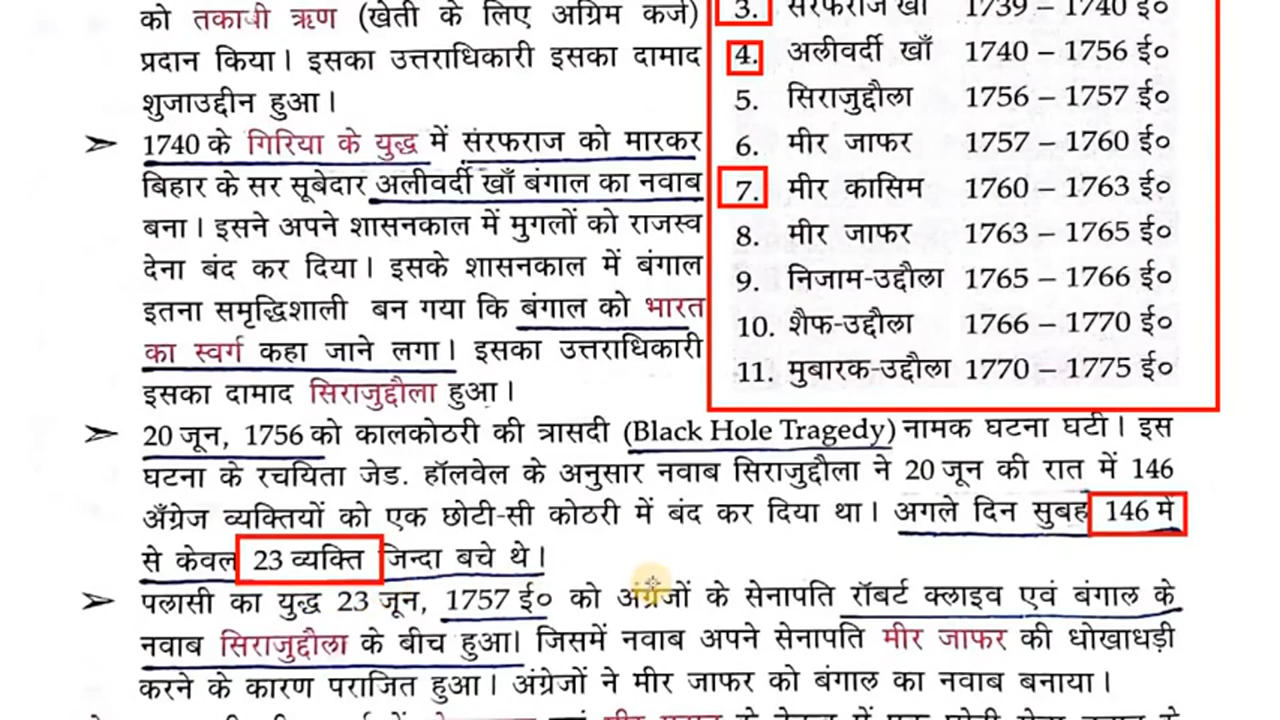 को तकावी ऋण (खेती के लिए अग्रिम कर्ज)
प्रदान किया। इसका उत्तराधिकारी इसका दामाद
शुजाउद्दीन हुआ।
➢ 1740 के गिरिया के युद्ध में सरफराज को मारकर
बिहार के सर सूबेदार अलीवर्दी खाँ बंगाल का नवाब
बना। इसने अपने शासनकाल में मुगलों को राजस्व
देना बंद कर दिया। इसके शासनकाल में बंगाल
इतना समृद्धिशाली बन गया कि बंगाल को भारत
का स्वर्ग कहा जाने लगा। इसका उत्तराधिकारी
इसका दामाद सिराजुद्दौला हुआ।
3. सरफराज खाँ 1739 – 1740 ई०
4. अलीवर्दी खाँ 1740 – 1756 ई०
5. सिराजुद्दौला 1756 – 1757 ई०
6. मीर जाफर 1757 – 1760 ई०
7. मीर कासिम 1760 – 1763 ई०
8. मीर जाफर 1763 – 1765 ई०
9. निजाम-उद्दौला 1765 – 1766 ई०
10. शैफ-उद्दौला 1766 – 1770 ई०
11. मुबारक-उद्दौला 1770 – 1775 ई०
➢ 20 जून, 1756 को कालकोठरी की त्रासदी (Black Hole Tragedy) नामक घटना घटी। इस
घटना के रचयिता जेड. हॉलवेल के अनुसार नवाब सिराजुद्दौला ने 20 जून की रात में 146
अँग्रेज व्यक्तियों को एक छोटी-सी कोठरी में बंद कर दिया था। अगले दिन सुबह 146 में
से केवल 23 व्यक्ति जिन्दा बचे थे।
➢ पलासी का युद्ध 23 जून, 1757 ई० को अंग्रेजों के सेनापति रॉबर्ट क्लाइव एवं बंगाल के
नवाब सिराजुद्दौला के बीच हुआ। जिसमें नवाब अपने सेनापति मीर जाफर की धोखाधड़ी
करने के कारण पराजित हुआ। अंग्रेजों ने मीर जाफर को बंगाल का नवाब बनाया।